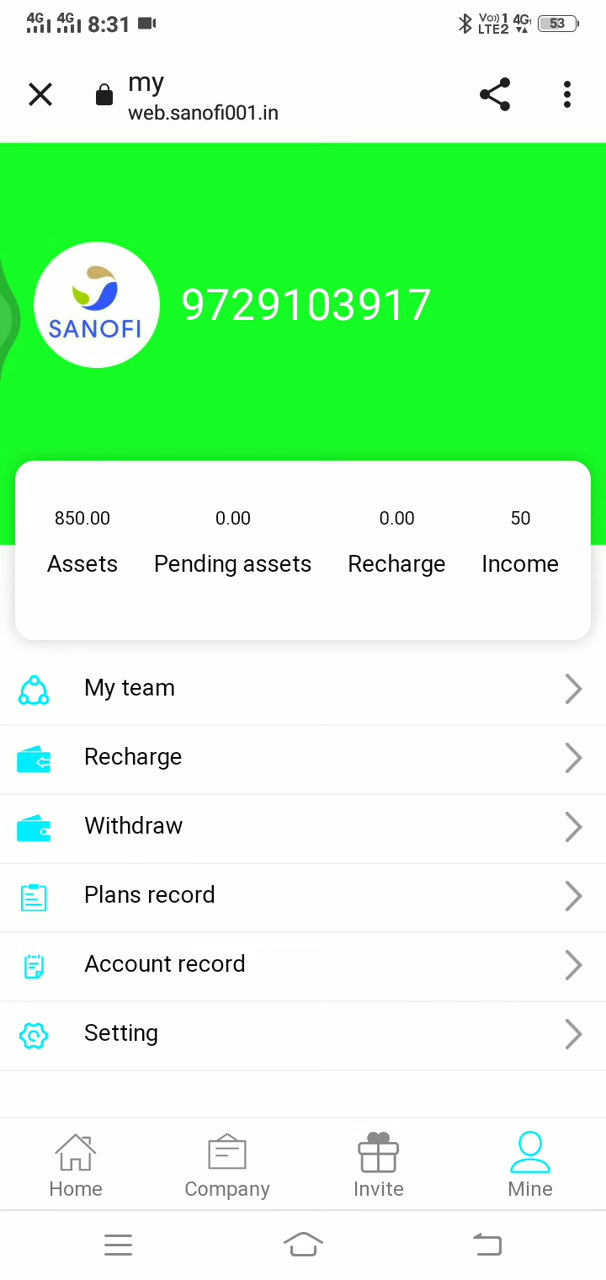 4G 4G 8:31 Vo)) 1 4G 53
LTE2
my
web.sanofi001.in
SANOFI
9729103917
850.00 0.00 0.00 50
Assets Pending assets Recharge Income
My team
Recharge
Withdraw
Plans record
Account record
Setting
Home Company Invite Mine